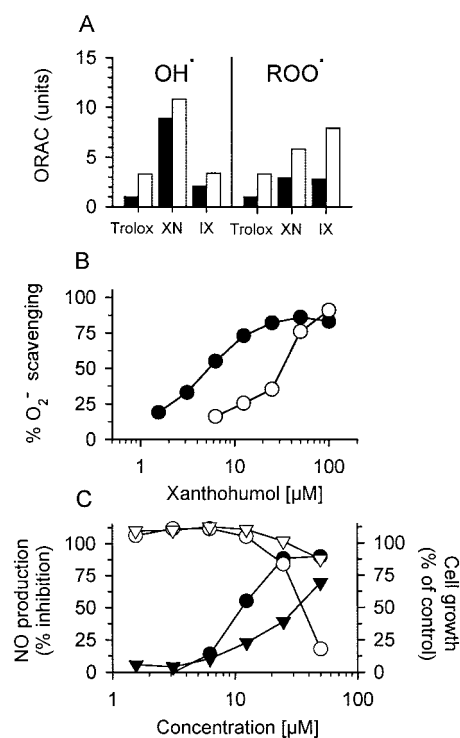 A
OH• ROO•
ORAC (units)
15
10
5
0
Trolox XN IX Trolox XN IX
B
% O₂⁻ scavenging
100
75
50
25
0
1 10 100
Xanthohumol [µM]
C
NO production
(% inhibition)
100 100
75 75
50 50
25 25
0 0
Cell growth
(% of control)
1 10 100
Concentration [µM]